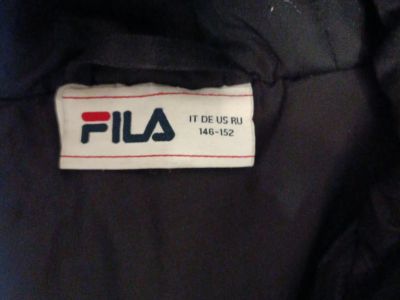 FILA
IT DE US RU
146-152